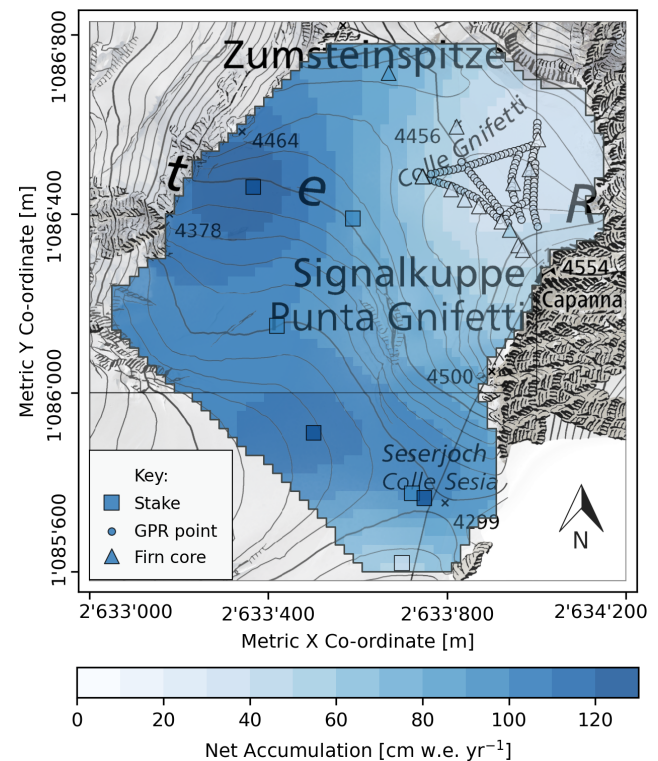 Metric Y Co-ordinate [m]
1'086'800
1'086'400
1'086'000
1'085'600
Zumsteinspitze
4464
4456
Colle Gnifetti
t
e
R
4378
Signalkuppe
4554
Punta Gnifetti
Capanna
4500
Seserjoch
Colle Sesia
4299
Key:
Stake
GPR point
Firn core
N
2'633'000
2'633'400
2'633'800
2'634'200
Metric X Co-ordinate [m]
0
20
40
60
80
100
120
Net Accumulation [cm w.e. yr⁻¹]